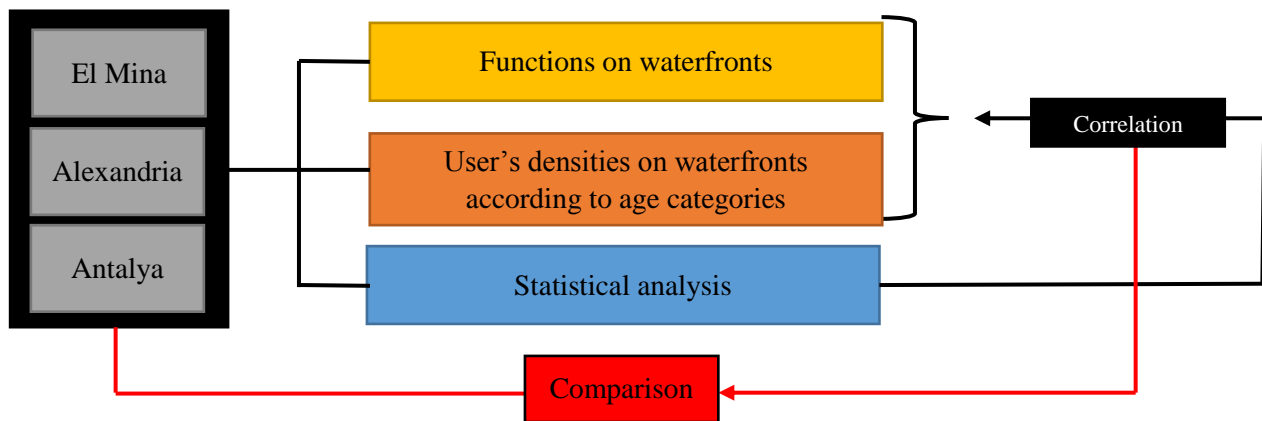 El Mina
Alexandria
Antalya
Functions on waterfronts
User’s densities on waterfronts
according to age categories
Statistical analysis
Correlation
Comparison